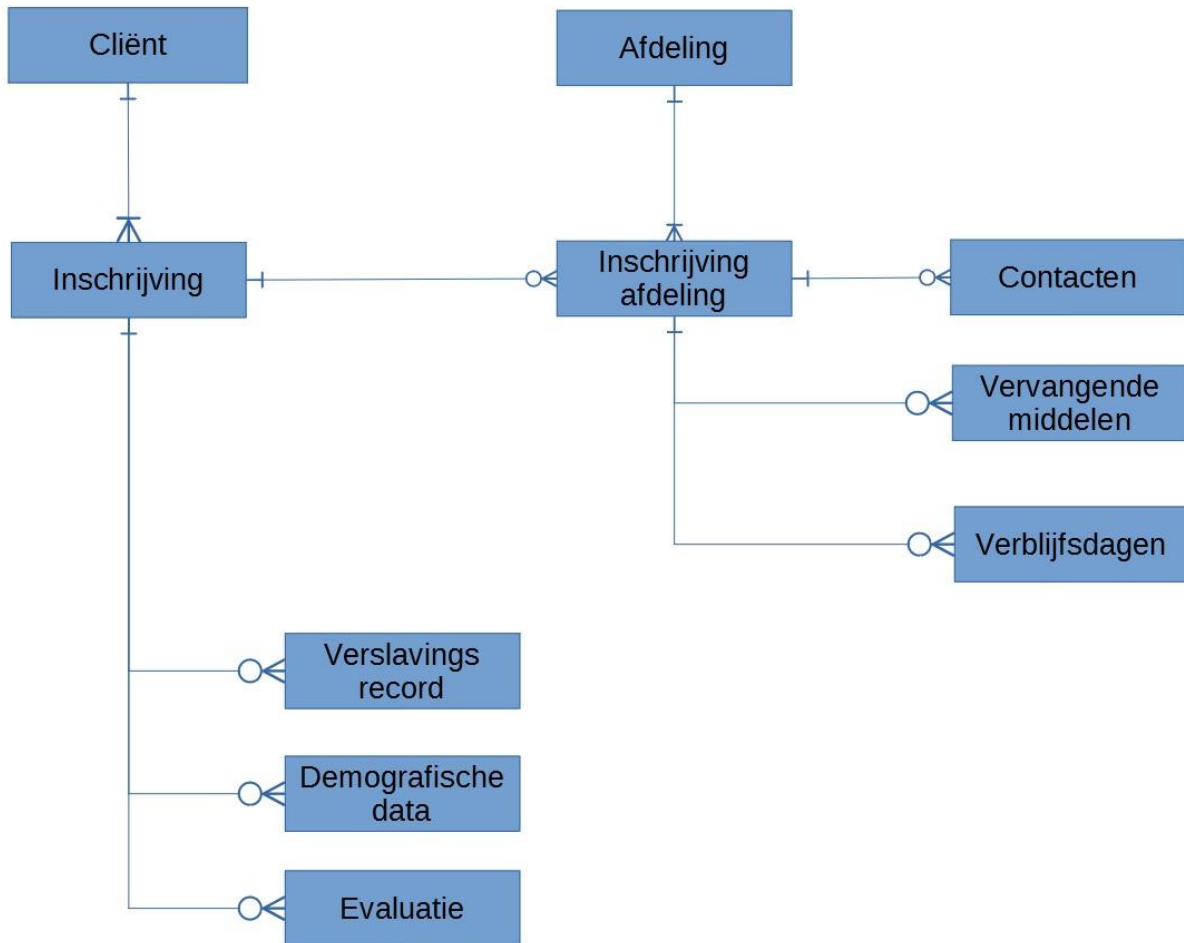 Cliënt
Afdeling
Inschrijving
Inschrijving
afdeling
Contacten
Vervangende
middelen
Verblijfsdagen
Verslavings
record
Demografische
data
Evaluatie